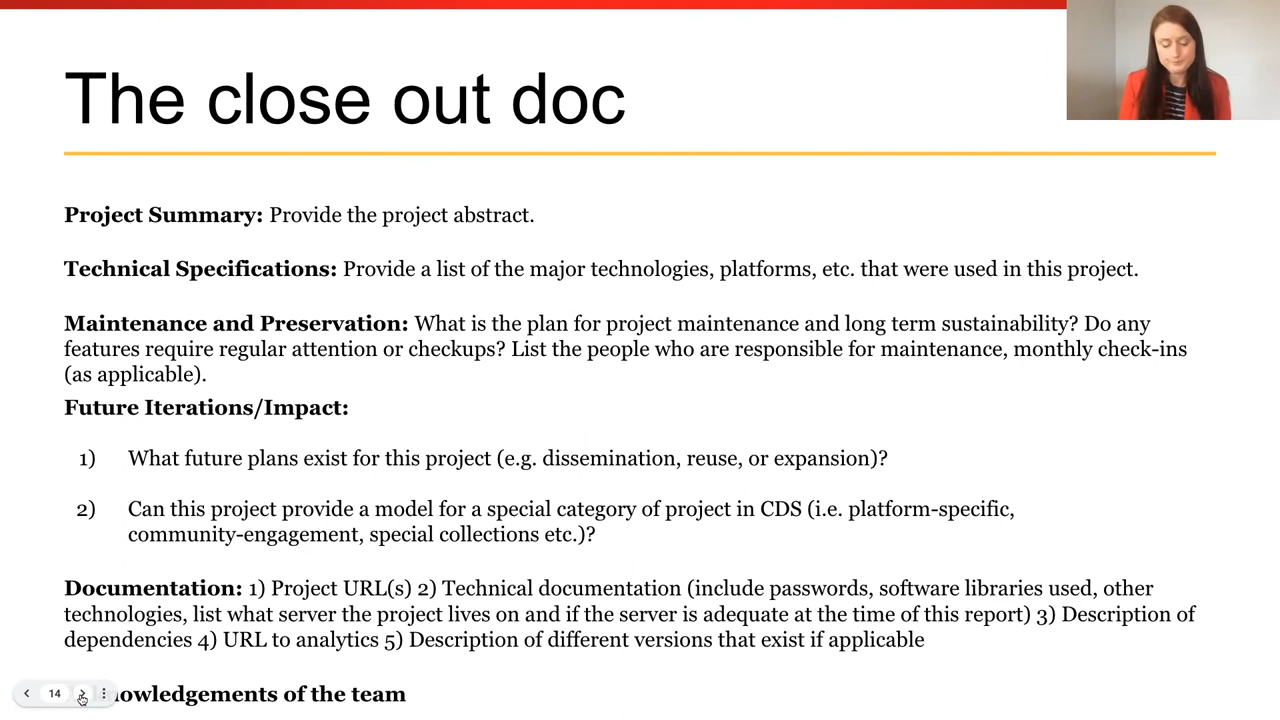 The close out doc
Project Summary: Provide the project abstract.
Technical Specifications: Provide a list of the major technologies, platforms, etc. that were used in this project.
Maintenance and Preservation: What is the plan for project maintenance and long term sustainability? Do any
features require regular attention or checkups? List the people who are responsible for maintenance, monthly check-ins
(as applicable).
Future Iterations/Impact:
1) What future plans exist for this project (e.g. dissemination, reuse, or expansion)?
2) Can this project provide a model for a special category of project in CDS (i.e. platform-specific,
community-engagement, special collections etc.)?
Documentation: 1) Project URL(s) 2) Technical documentation (include passwords, software libraries used, other
technologies, list what server the project lives on and if the server is adequate at the time of this report) 3) Description of
dependencies 4) URL to analytics 5) Description of different versions that exist if applicable
14
of the team